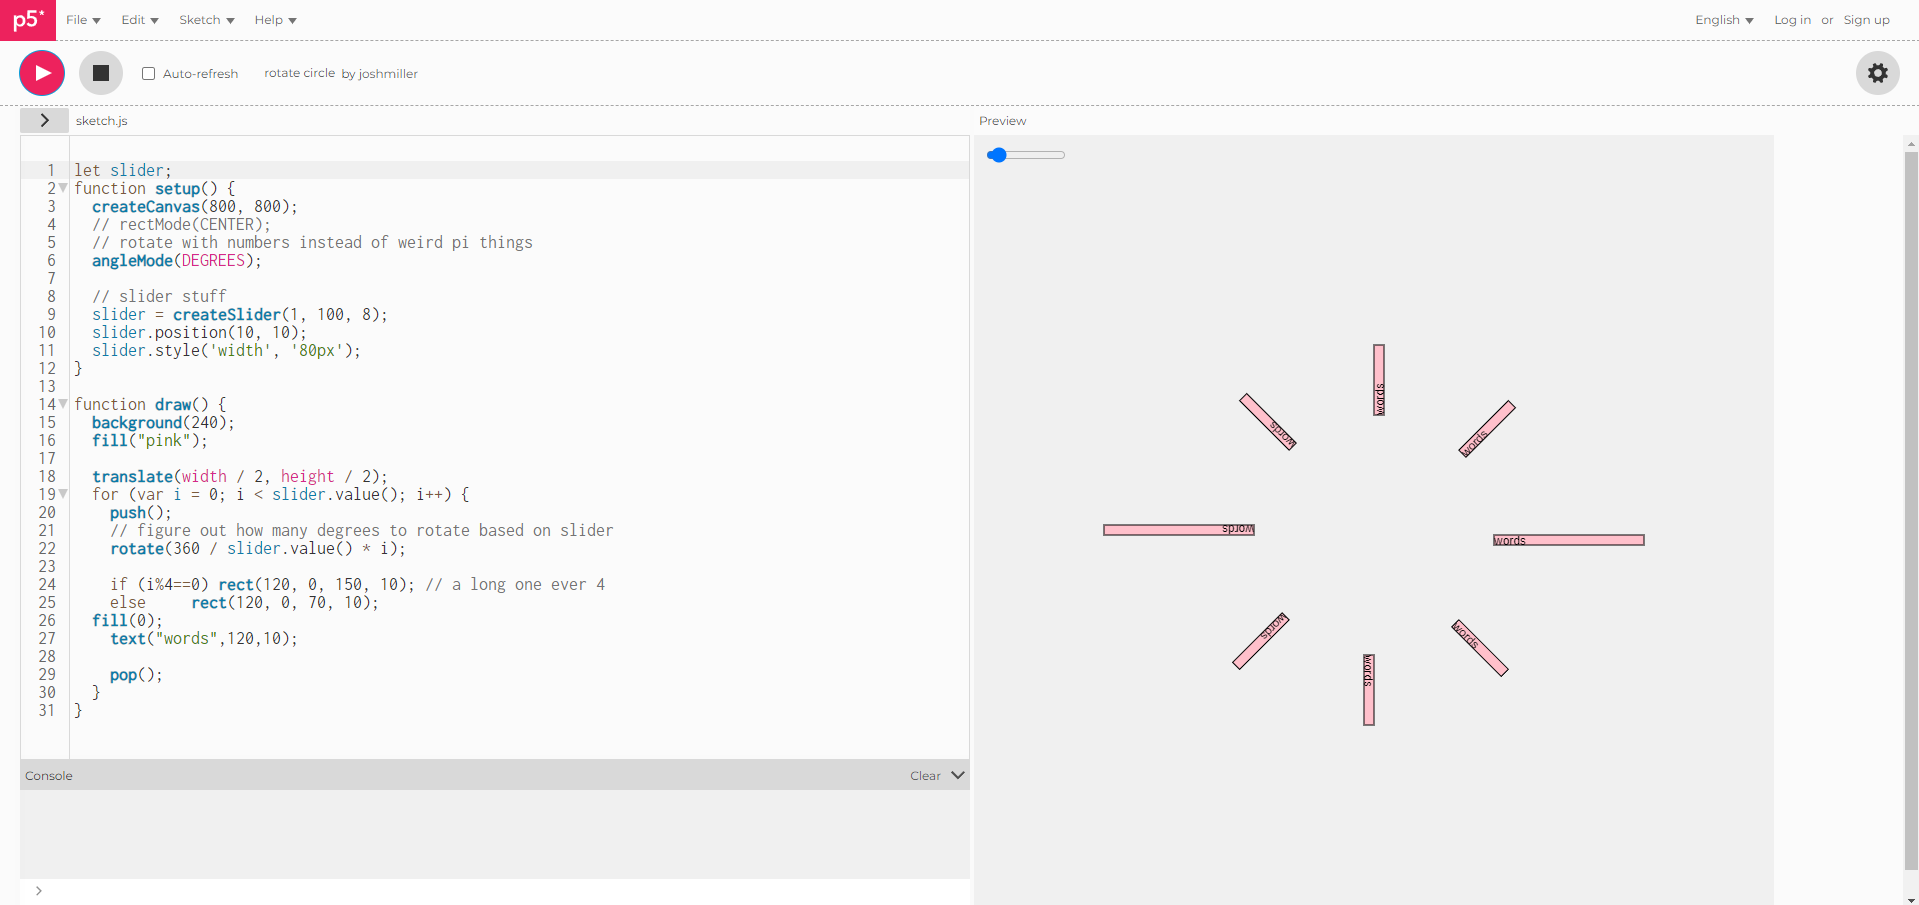 p5*
File Edit Sketch Help English Log in or Sign up
Auto-refresh rotate circle by joshmiller
sketch.js
Preview
1 let slider;
2 function setup() {
3 createCanvas(800, 800);
4 // rectMode(CENTER);
5 // rotate with numbers instead of weird pi things
6 angleMode(DEGREES);
7
8 // slider stuff
9 slider = createSlider(1, 100, 8);
10 slider.position(10, 10);
11 slider.style('width', '80px');
12 }
13
14 function draw() {
15 background(240);
16 fill("pink");
17
18 translate(width / 2, height / 2);
19 for (var i = 0; i < slider.value(); i++) {
20 push();
21 // figure out how many degrees to rotate based on slider
22 rotate(360 / slider.value() * i);
23
24 if (i%4==0) rect(120, 0, 150, 10); // a long one ever 4
25 else rect(120, 0, 70, 10);
26 fill(0);
27 text("words",120,10);
28
29 pop();
30 }
31 }
Console Clear
>
words
words
words
words
words
words
words
words